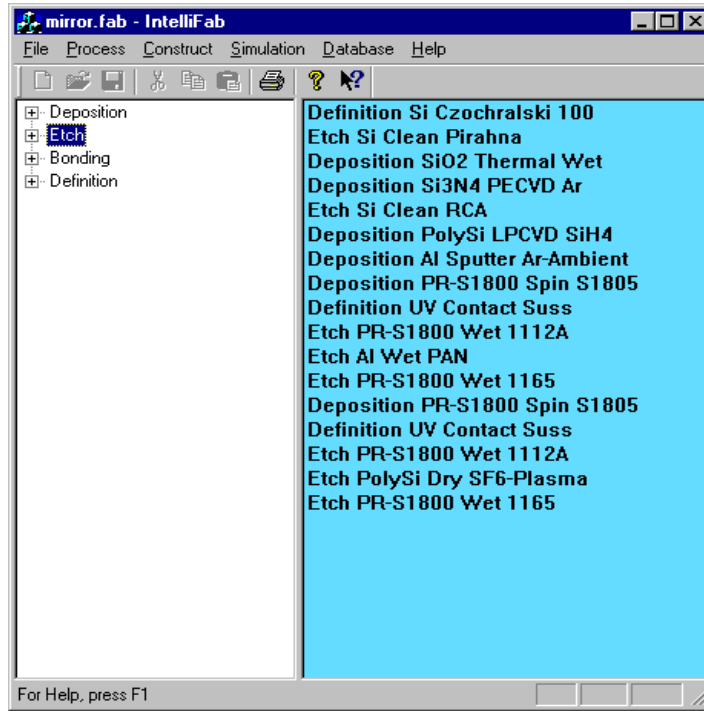 mirror.fab - IntelliFab
File Process Construct Simulation Database Help
Deposition
Etch
Bonding
Definition
Definition Si Czochralski 100
Etch Si Clean Pirahna
Deposition SiO2 Thermal Wet
Deposition Si3N4 PECVD Ar
Etch Si Clean RCA
Deposition PolySi LPCVD SiH4
Deposition Al Sputter Ar-Ambient
Deposition PR-S1800 Spin S1805
Definition UV Contact Suss
Etch PR-S1800 Wet 1112A
Etch Al Wet PAN
Etch PR-S1800 Wet 1165
Deposition PR-S1800 Spin S1805
Definition UV Contact Suss
Etch PR-S1800 Wet 1112A
Etch PolySi Dry SF6-Plasma
Etch PR-S1800 Wet 1165
For Help, press F1